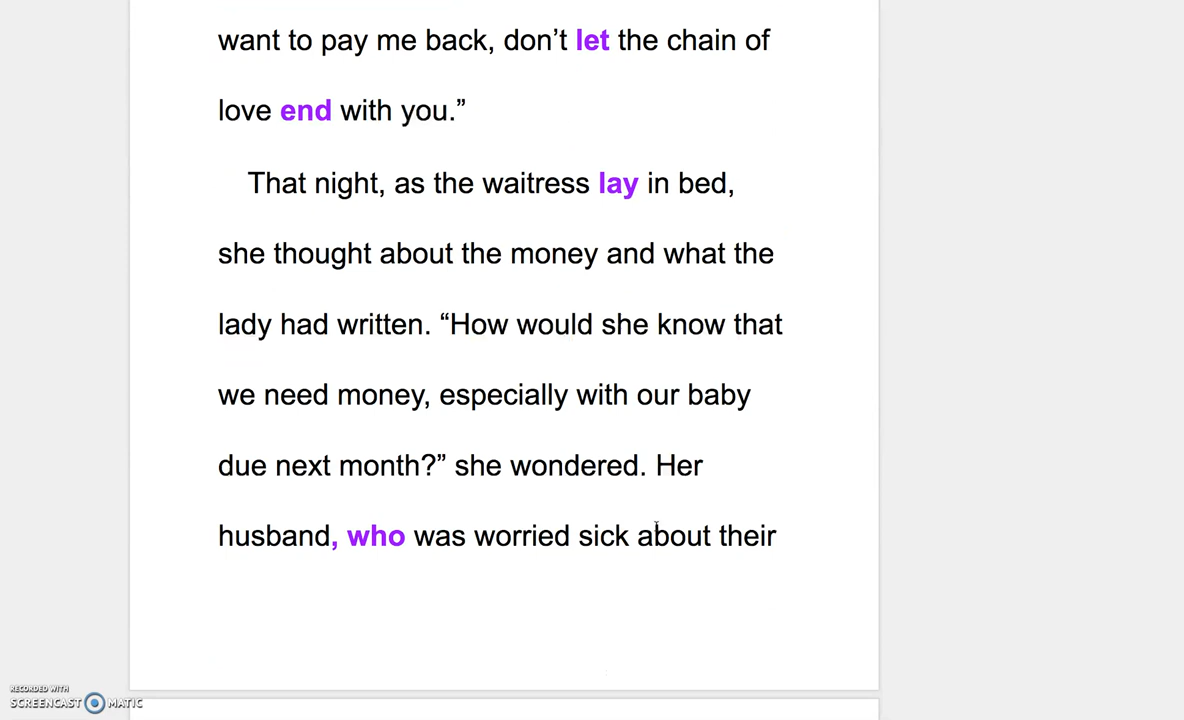 want to pay me back, don’t let the chain of
love end with you.”
That night, as the waitress lay in bed,
she thought about the money and what the
lady had written. “How would she know that
we need money, especially with our baby
due next month?” she wondered. Her
husband, who was worried sick about their
RECORDED WITH
SCREENCAST MATIC